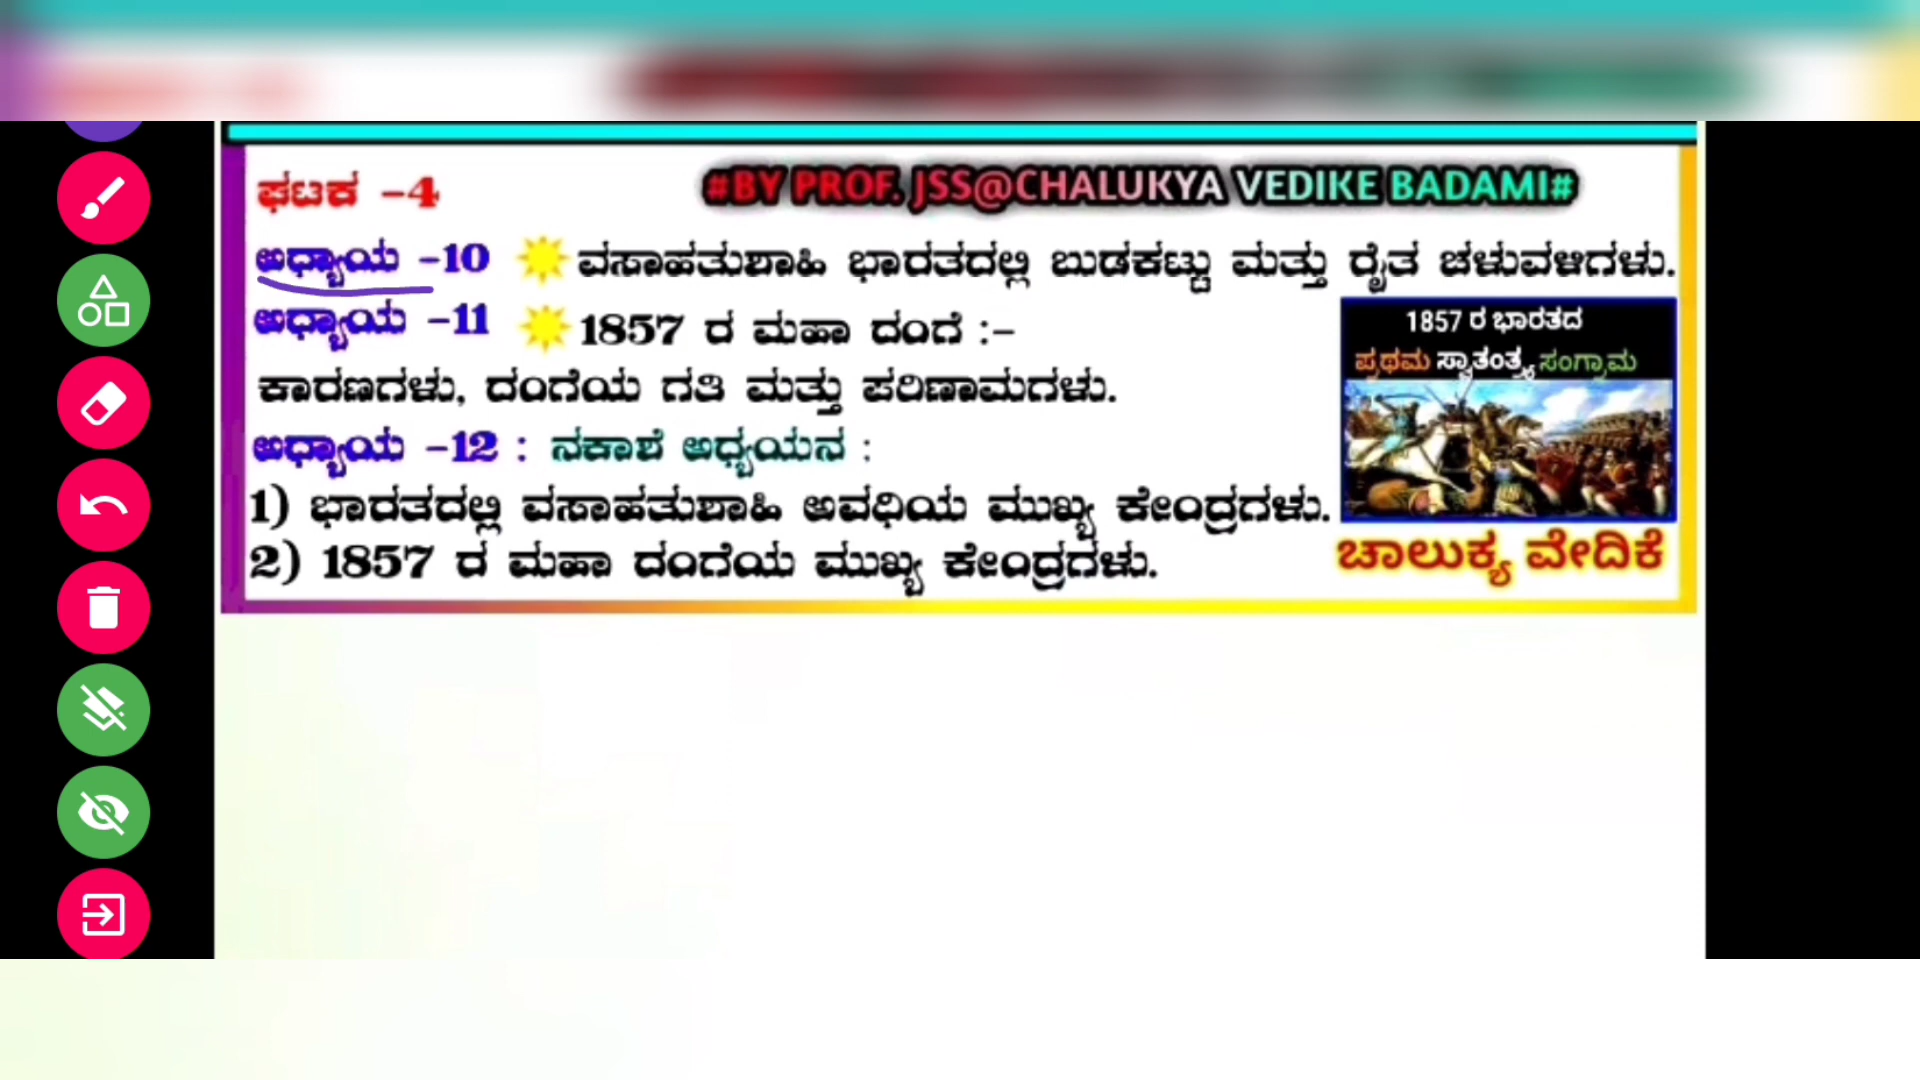 ಘಟಕ -4
#BY PROF. JSS@CHALUKYA VEDIKE BADAMI#
ಅಧ್ಯಾಯ -10 ವಸಾಹತುಶಾಹಿ ಭಾರತದಲ್ಲಿ ಬುಡಕಟ್ಟು ಮತ್ತು ರೈತ ಚಳುವಳಿಗಳು.
ಅಧ್ಯಾಯ -11 1857 ರ ಮಹಾ ದಂಗೆ :-
ಕಾರಣಗಳು, ದಂಗೆಯ ಗತಿ ಮತ್ತು ಪರಿಣಾಮಗಳು.
ಅಧ್ಯಾಯ -12 : ನಕಾಶೆ ಅಧ್ಯಯನ :
1) ಭಾರತದಲ್ಲಿ ವಸಾಹತುಶಾಹಿ ಅವಧಿಯ ಮುಖ್ಯ ಕೇಂದ್ರಗಳು.
2) 1857 ರ ಮಹಾ ದಂಗೆಯ ಮುಖ್ಯ ಕೇಂದ್ರಗಳು.
1857 ರ ಭಾರತದ
ಪ್ರಥಮ ಸ್ವಾತಂತ್ರ್ಯ ಸಂಗ್ರಾಮ
ಚಾಲುಕ್ಯ ವೇದಿಕೆ